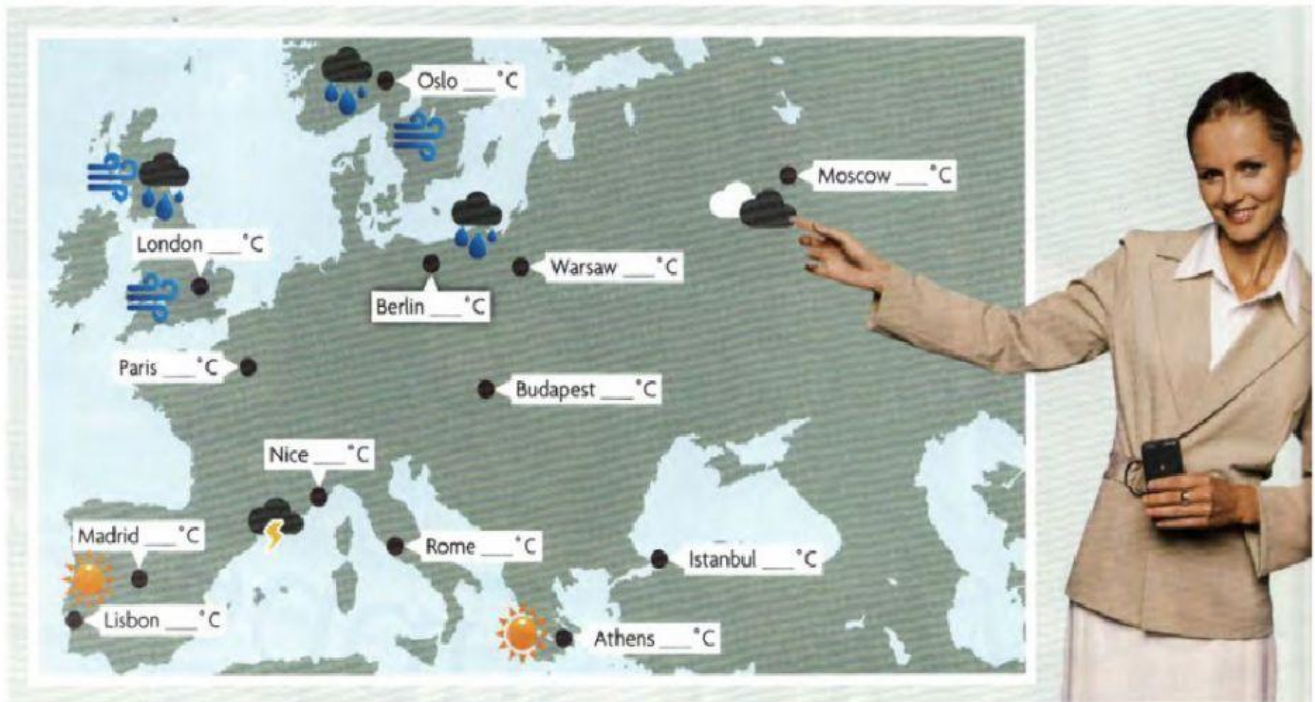 Oslo ___°C
Moscow ___°C
London ___°C
Warsaw ___°C
Berlin ___°C
Paris ___°C
Budapest ___°C
Nice ___°C
Madrid ___°C
Rome ___°C
Istanbul ___°C
Lisbon ___°C
Athens ___°C